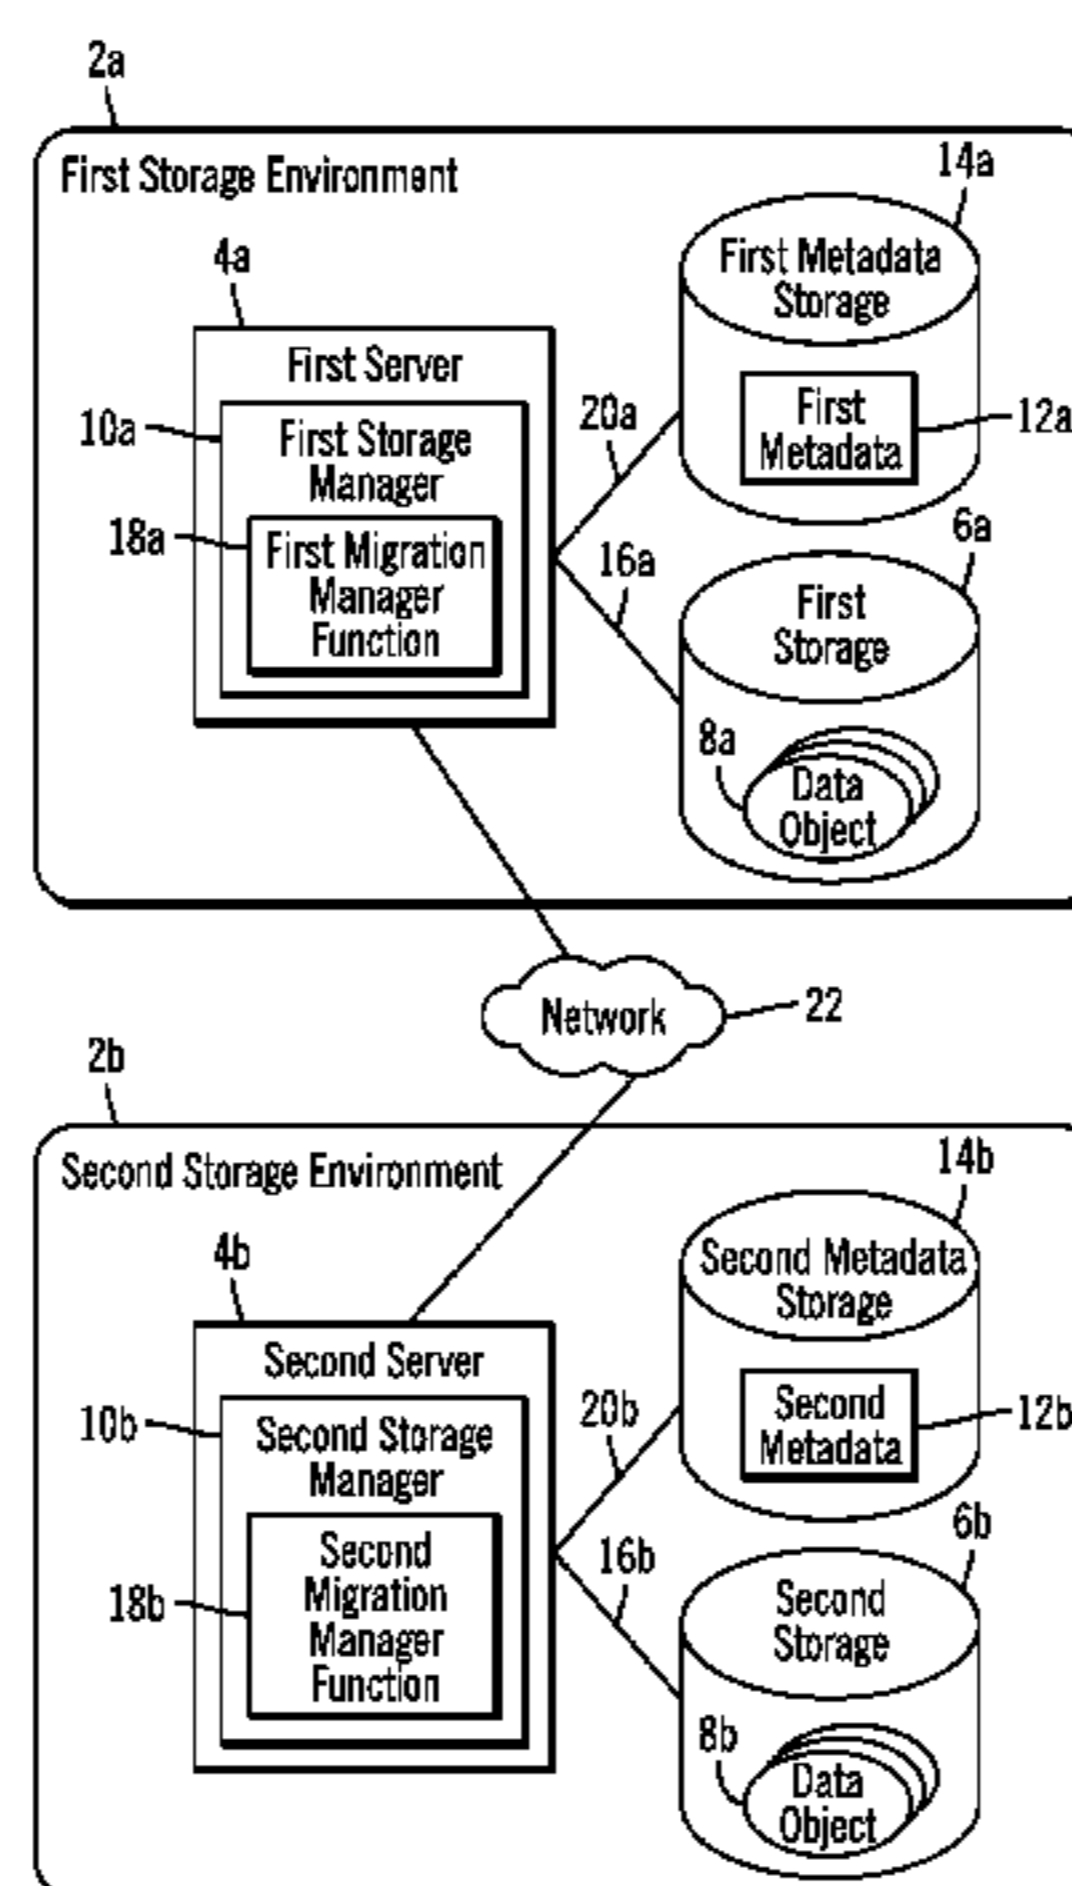 2a
First Storage Environment
14a
First Metadata
Storage
4a
First Server
10a
First Storage
Manager
20a
First
Metadata
12a
18a
First Migration
Manager
Function
16a
6a
First
Storage
8a
Data
Object
Network
22
2b
Second Storage Environment
14b
Second Metadata
Storage
4b
Second Server
10b
Second Storage
Manager
20b
Second
Metadata
12b
18b
Second
Migration
Manager
Function
16b
6b
Second
Storage
8b
Data
Object